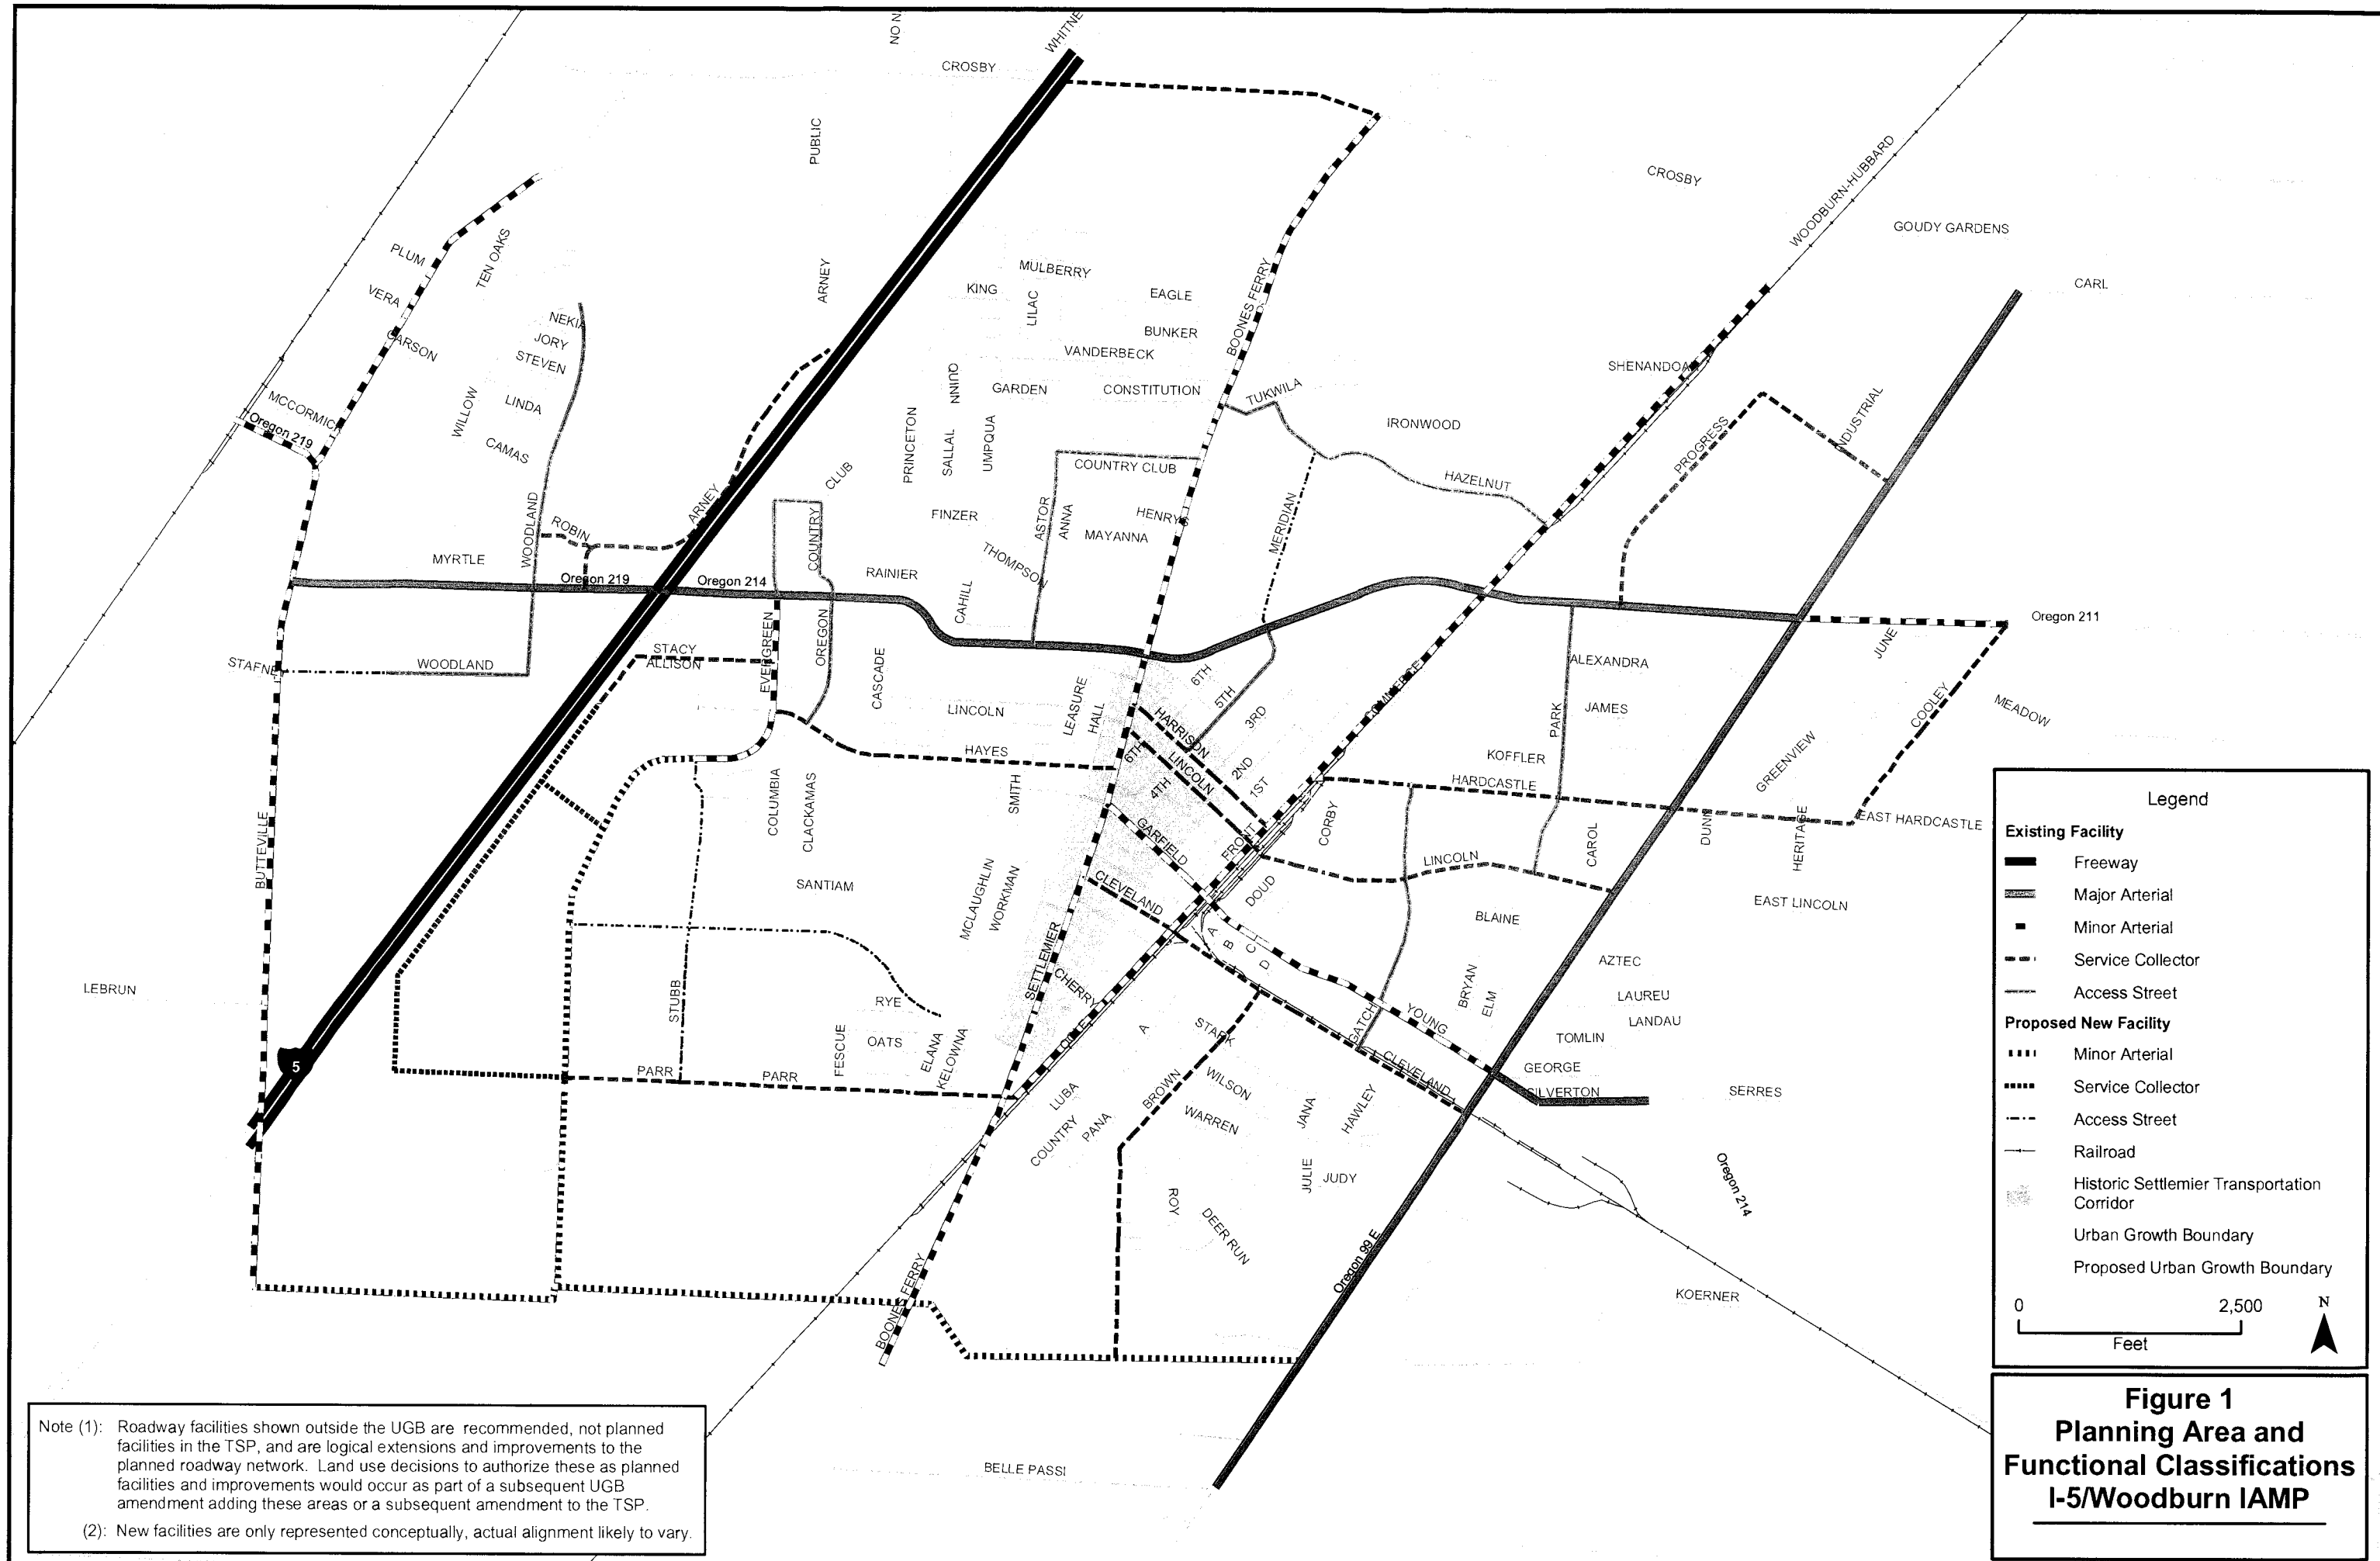 NO N
WHITNE
CROSBY
PUBLIC
CROSBY
WOODBURN-HUBBARD
GOUDY GARDENS
CARL
PLUM
TEN OAKS
VERA
CARSON
NEKIA
JORY
STEVEN
ARNEY
KING
MULBERRY
LILAC
EAGLE
BUNKER
VANDERBECK
BOONES FERRY
MCCORMICK
Oregon 219
WILLOW
LINDA
CAMAS
QUINN
GARDEN
CONSTITUTION
TUKWILA
SHENANDOA
INDUSTRIAL
PROGRESS
PRINCETON
SALLAL
UMPQUA
IRONWOOD
CLUB
COUNTRY CLUB
HAZELNUT
WOODLAND
ROBIN
ARNEY
COUNTRY
FINZER
ASTOR
ANNA
HENRYS
MAYANNA
MERIDIAN
MYRTLE
Oregon 219
Oregon 214
RAINIER
THOMPSON
CAHILL
Oregon 211
STAFNE
WOODLAND
STACY
ALLISON
EVERGREEN
OREGON
CASCADE
LINCOLN
LEASURE
HALL
6TH
5TH
3RD
2ND
1ST
HARRISON
LINCOLN
6TH
4TH
COMMERCE
ALEXANDRA
JAMES
PARK
JUNE
COOLEY
MEADOW
HAYES
SMITH
COLUMBIA
CLACKAMAS
KOFFLER
HARDCASTLE
GREENVIEW
BUTTEVILLE
GARFIELD
FRONT
CORBY
LINCOLN
CAROL
DUNN
HERITAGE
EAST HARDCASTLE
SANTIAM
MCLAUGHLIN
WORKMAN
CLEVELAND
DOUD
BLAINE
EAST LINCOLN
SETTLEMIER
CHERRY
A
B
C
D
AZTEC
LEBRUN
STUBB
RYE
OATS
FESCUE
ELANA
KELOWNA
A
STARK
GATCH
YOUNG
BRYAN
ELM
LAUREU
LANDAU
TOMLIN
GEORGE
5
PARR
PARR
LUBA
COUNTRY
PANA
BROWN
WILSON
WARREN
JANA
HAWLEY
CLEVELAND
SILVERTON
SERRES
ROY
JULIE
JUDY
DEER RUN
Oregon 214
BOONES FERRY
Oregon 99 E
KOERNER
BELLE PASSI
Legend
Existing Facility
Freeway
Major Arterial
Minor Arterial
Service Collector
Access Street
Proposed New Facility
Minor Arterial
Service Collector
Access Street
Railroad
Historic Settlemier Transportation
Corridor
Urban Growth Boundary
Proposed Urban Growth Boundary
0 2,500 N
Feet
Figure 1
Planning Area and
Functional Classifications
I-5/Woodburn IAMP
Note (1): Roadway facilities shown outside the UGB are recommended, not planned
facilities in the TSP, and are logical extensions and improvements to the
planned roadway network. Land use decisions to authorize these as planned
facilities and improvements would occur as part of a subsequent UGB
amendment adding these areas or a subsequent amendment to the TSP.
(2): New facilities are only represented conceptually, actual alignment likely to vary.